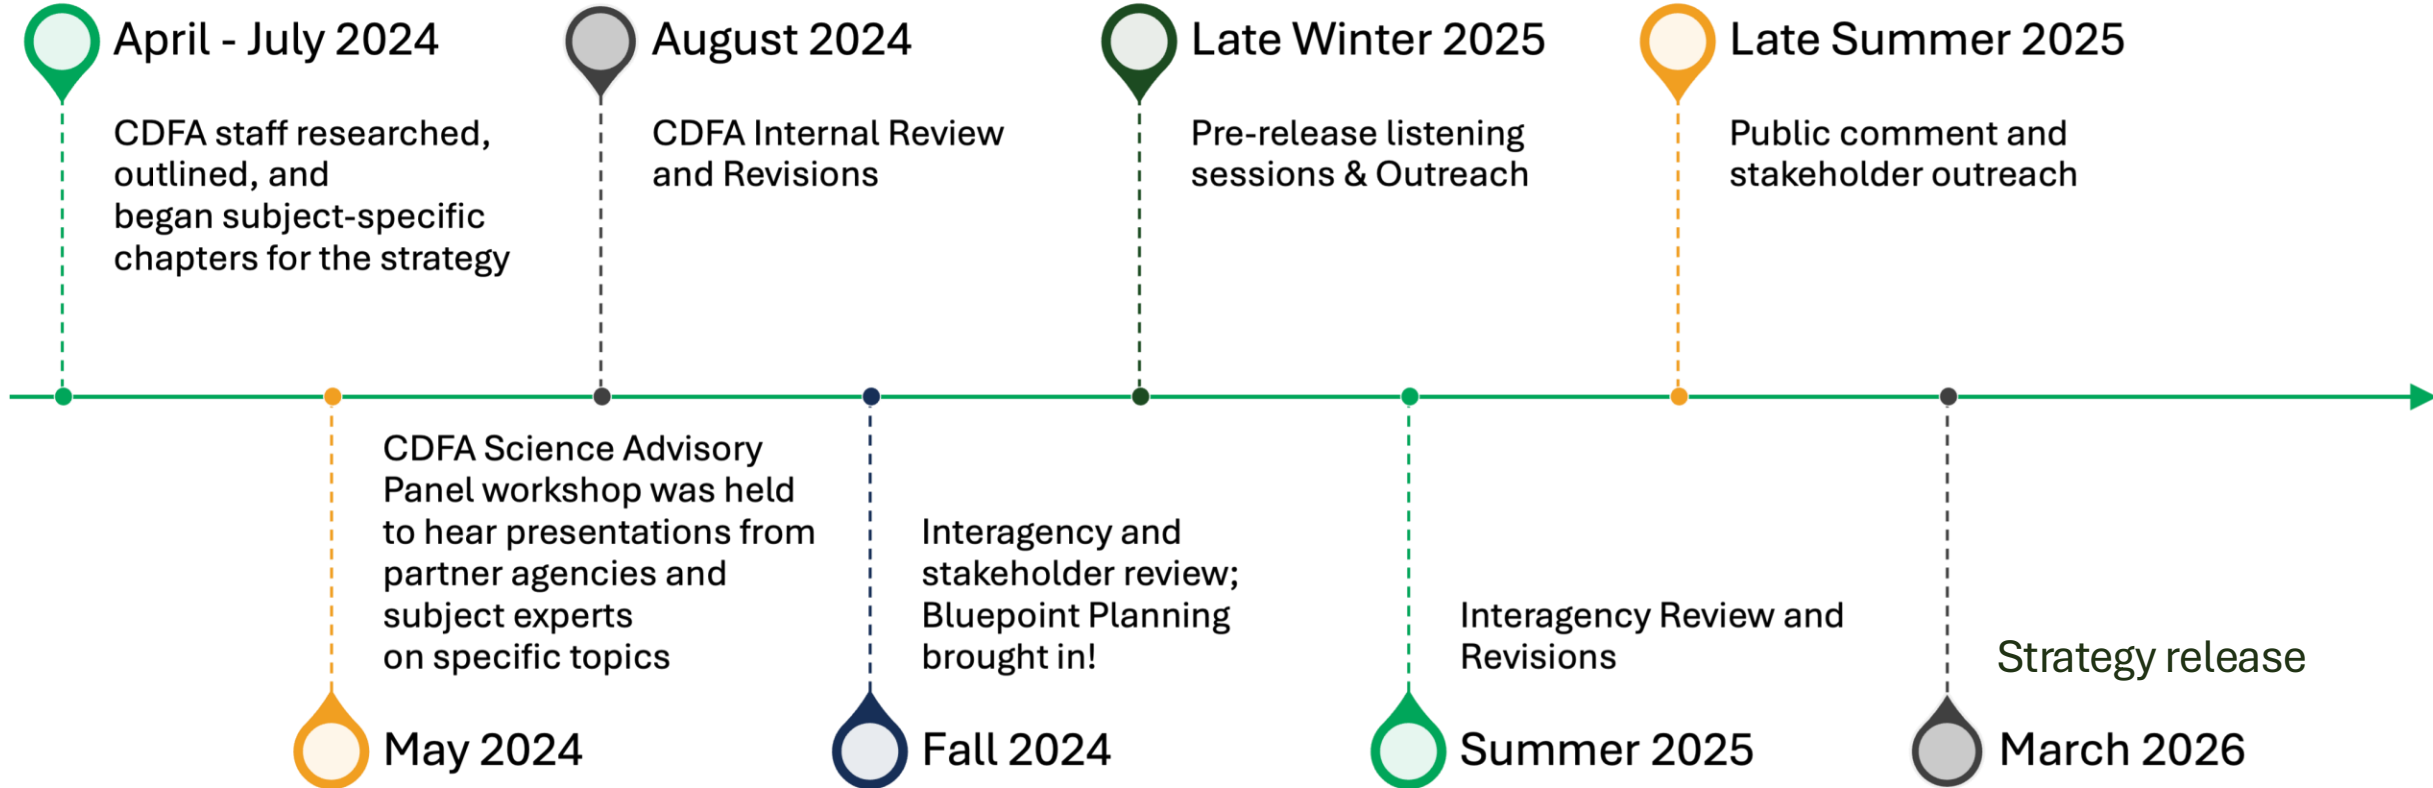 April - July 2024
CDFA staff researched,
outlined, and
began subject-specific
chapters for the strategy
August 2024
CDFA Internal Review
and Revisions
Late Winter 2025
Pre-release listening
sessions & Outreach
Late Summer 2025
Public comment and
stakeholder outreach
CDFA Science Advisory
Panel workshop was held
to hear presentations from
partner agencies and
subject experts
on specific topics
May 2024
Interagency and
stakeholder review;
Bluepoint Planning
brought in!
Fall 2024
Interagency Review and
Revisions
Summer 2025
Strategy release
March 2026